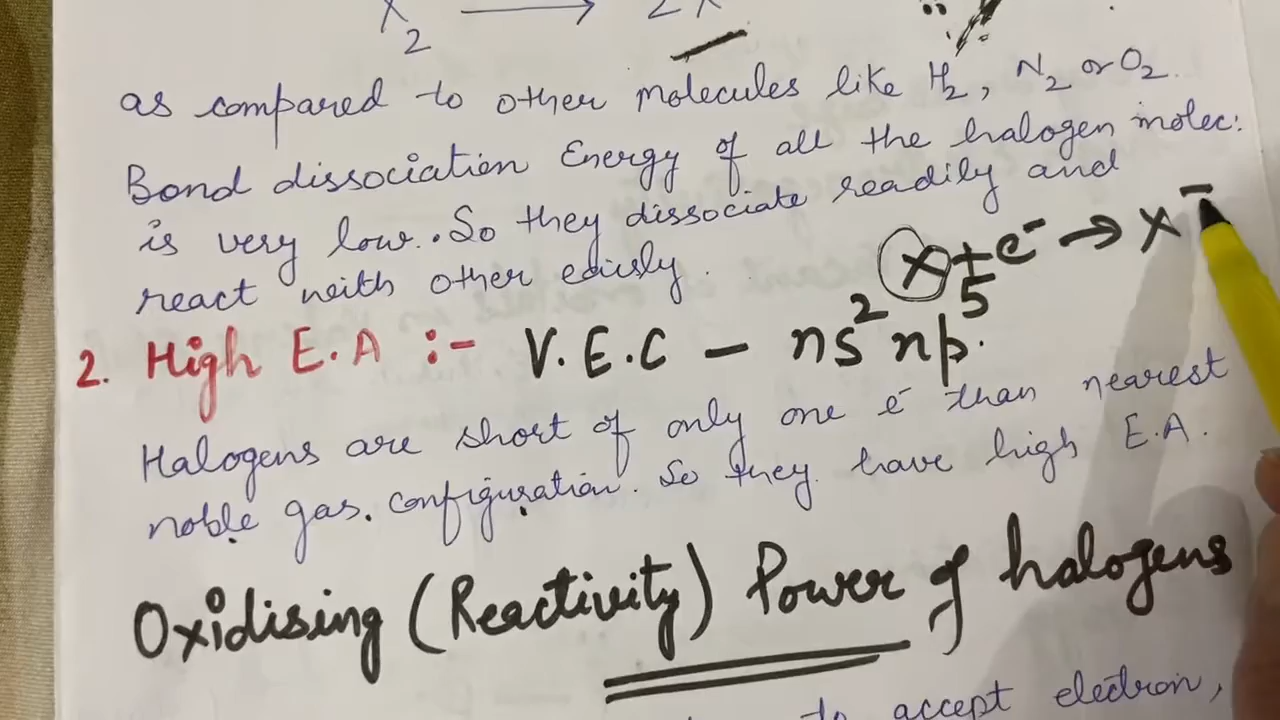 X2 → 2X
as compared to other molecules like H2, N2 or O2.
Bond dissociation Energy of all the halogen molec:
is very low. So they dissociate readily and
react with other easily.
X + e⁻ → X⁻
2. High E.A :- V.E.C - ns² np⁵.
Halogens are short of only one e⁻ than nearest
noble gas. configuration. So they have high E.A.
Oxidising (Reactivity) Power of halogens
to accept electron,